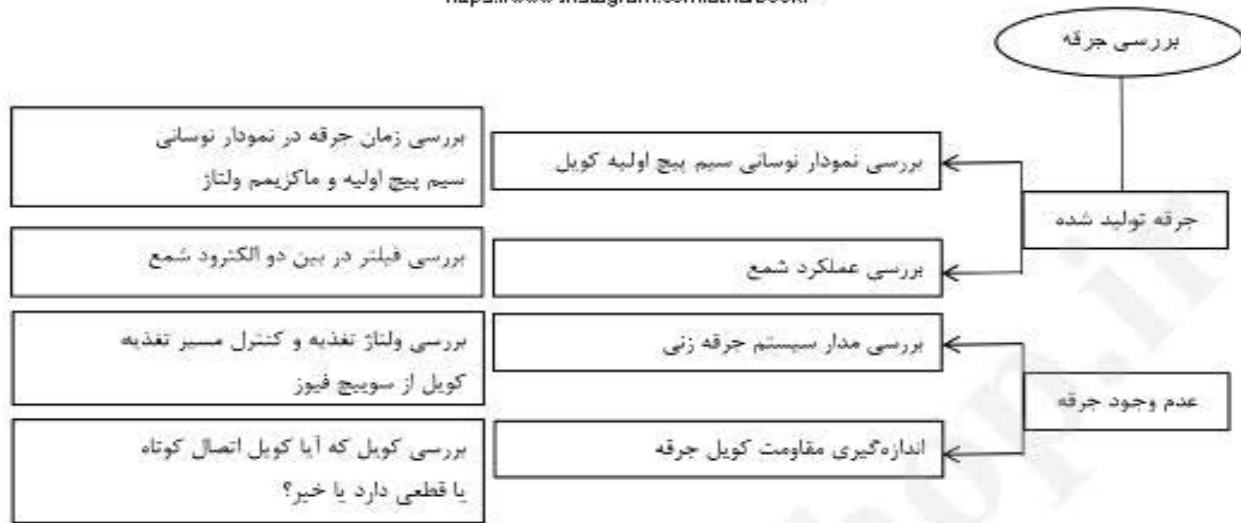 بررسی جرقه
جرقه تولید شده
بررسی نمودار نوسانی سیم پیچ اولیه کویل
بررسی زمان جرقه در نمودار نوسانی
سیم پیچ اولیه و ماکزیمم ولتاژ
بررسی عملکرد شمع
بررسی فیلتر در بین دو الکترود شمع
عدم وجود جرقه
بررسی مدار سیستم جرقه زنی
بررسی ولتاژ تغذیه و کنترل مسیر تغذیه
کویل از سوییچ فیوز
اندازه‌گیری مقاومت کویل جرقه
بررسی کویل که آیا کویل اتصال کوتاه
یا قطعی دارد یا خیر؟